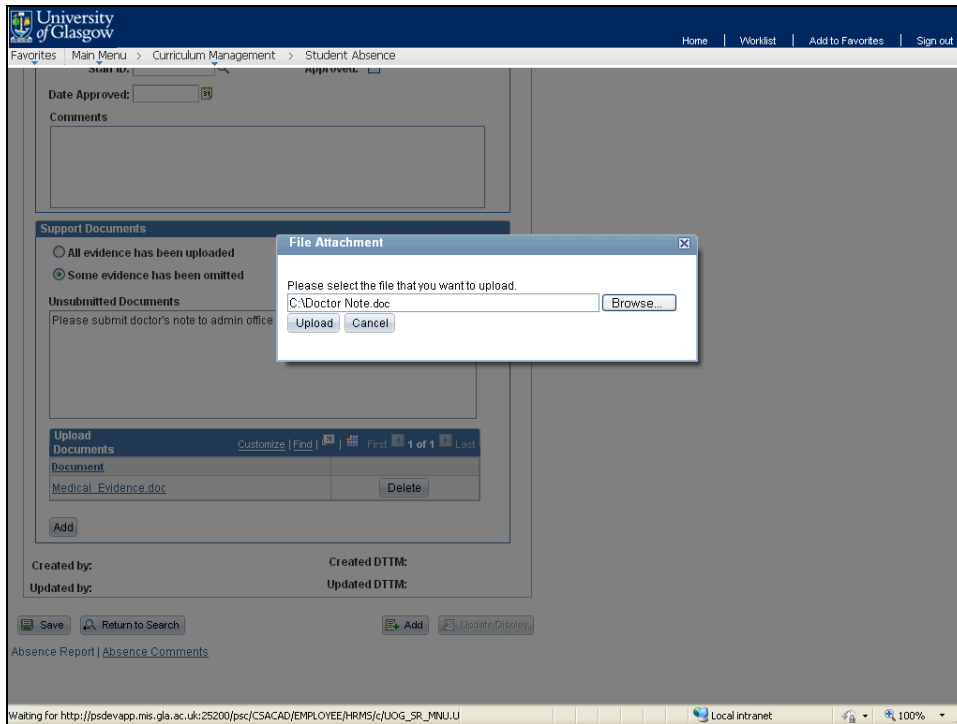 University
of Glasgow
Home | Worklist | Add to Favorites | Sign out
Favorites Main Menu > Curriculum Management > Student Absence
Staff ID: Approved:
Date Approved:
Comments
Support Documents
All evidence has been uploaded
Some evidence has been omitted
Unsubmitted Documents
Please submit doctor's note to admin office
File Attachment
Please select the file that you want to upload.
C:\Doctor Note.doc Browse...
Upload Cancel
Upload
Documents
Customize | Find | First 1 of 1 Last
Document
Medical_Evidence.doc Delete
Add
Created by: Created DTTM:
Updated by: Updated DTTM:
Save Return to Search Add Update/Display
Absence Report | Absence Comments
Waiting for http://psdevapp.mis.gla.ac.uk:25200/psc/CSACAD/EMPLOYEE/HRMS/c/UOG_SR_MNU.U Local intranet 100%